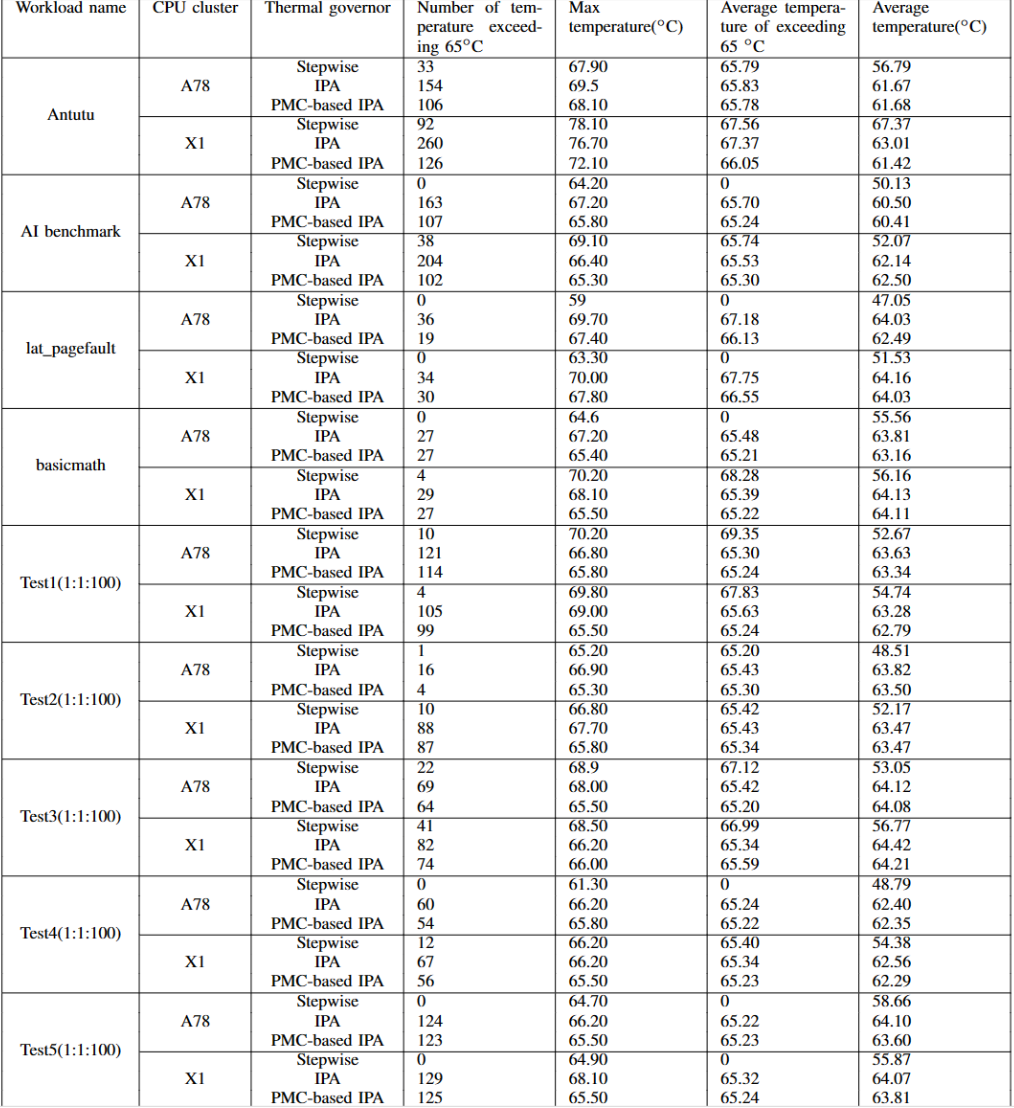 Workload name CPU cluster Thermal governor Number of tem- Max Average tempera- Average
perature exceed- temperature(°C) ture of exceeding temperature(°C)
ing 65°C 65 °C
Stepwise 33 67.90 65.79 56.79
A78 IPA 154 69.5 65.83 61.67
PMC-based IPA 106 68.10 65.78 61.68
Antutu
Stepwise 92 78.10 67.56 67.37
X1 IPA 260 76.70 67.37 63.01
PMC-based IPA 126 72.10 66.05 61.42
Stepwise 0 64.20 0 50.13
A78 IPA 163 67.20 65.70 60.50
PMC-based IPA 107 65.80 65.24 60.41
AI benchmark
Stepwise 38 69.10 65.74 52.07
X1 IPA 204 66.40 65.53 62.14
PMC-based IPA 102 65.30 65.30 62.50
Stepwise 0 59 0 47.05
A78 IPA 36 69.70 67.18 64.03
PMC-based IPA 19 67.40 66.13 62.49
lat_pagefault
Stepwise 0 63.30 0 51.53
X1 IPA 34 70.00 67.75 64.16
PMC-based IPA 30 67.80 66.55 64.03
Stepwise 0 64.6 0 55.56
A78 IPA 27 67.20 65.48 63.81
PMC-based IPA 27 65.40 65.21 63.16
basicmath
Stepwise 4 70.20 68.28 56.16
X1 IPA 29 68.10 65.39 64.13
PMC-based IPA 27 65.50 65.22 64.11
Stepwise 10 70.20 69.35 52.67
A78 IPA 121 66.80 65.30 63.63
PMC-based IPA 114 65.80 65.24 63.34
Test1(1:1:100)
Stepwise 4 69.80 67.83 54.74
X1 IPA 105 69.00 65.63 63.28
PMC-based IPA 99 65.50 65.24 62.79
Stepwise 1 65.20 65.20 48.51
A78 IPA 16 66.90 65.43 63.82
PMC-based IPA 4 65.30 65.30 63.50
Test2(1:1:100)
Stepwise 10 66.80 65.42 52.17
X1 IPA 88 67.70 65.43 63.47
PMC-based IPA 87 65.80 65.34 63.47
Stepwise 22 68.9 67.12 53.05
A78 IPA 69 68.00 65.42 64.12
PMC-based IPA 64 65.50 65.20 64.08
Test3(1:1:100)
Stepwise 41 68.50 66.99 56.77
X1 IPA 82 66.20 65.34 64.42
PMC-based IPA 74 66.00 65.59 64.21
Stepwise 0 61.30 0 48.79
A78 IPA 60 66.20 65.24 62.40
PMC-based IPA 54 65.80 65.22 62.35
Test4(1:1:100)
Stepwise 12 66.20 65.40 54.38
X1 IPA 67 66.20 65.34 62.56
PMC-based IPA 56 65.50 65.23 62.29
Stepwise 0 64.70 0 58.66
A78 IPA 124 66.20 65.22 64.10
PMC-based IPA 123 65.50 65.23 63.60
Test5(1:1:100)
Stepwise 0 64.90 0 55.87
X1 IPA 129 68.10 65.32 64.07
PMC-based IPA 125 65.50 65.24 63.81